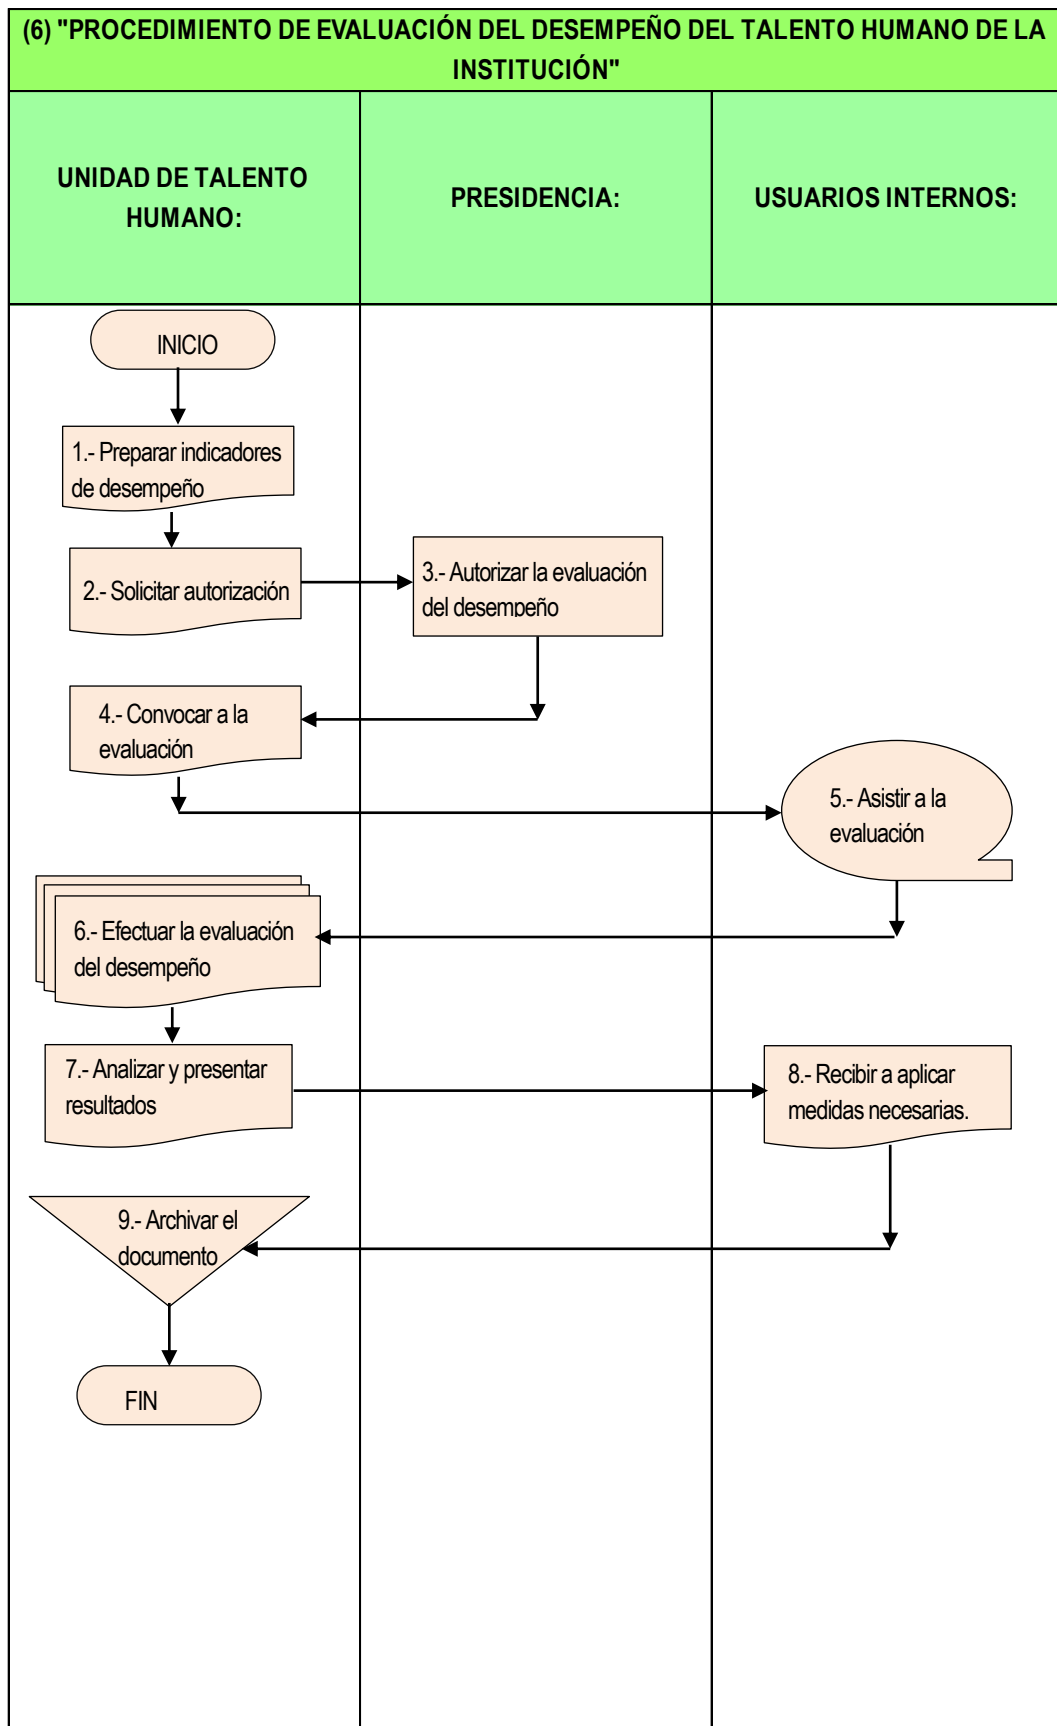 (6) "PROCEDIMIENTO DE EVALUACIÓN DEL DESEMPEÑO DEL TALENTO HUMANO DE LA
INSTITUCIÓN"
UNIDAD DE TALENTO
HUMANO:
PRESIDENCIA:
USUARIOS INTERNOS:
INICIO
1.- Preparar indicadores
de desempeño
2.- Solicitar autorización
3.- Autorizar la evaluación
del desempeño
4.- Convocar a la
evaluación
5.- Asistir a la
evaluación
6.- Efectuar la evaluación
del desempeño
7.- Analizar y presentar
resultados
8.- Recibir a aplicar
medidas necesarias.
9.- Archivar el
documento
FIN